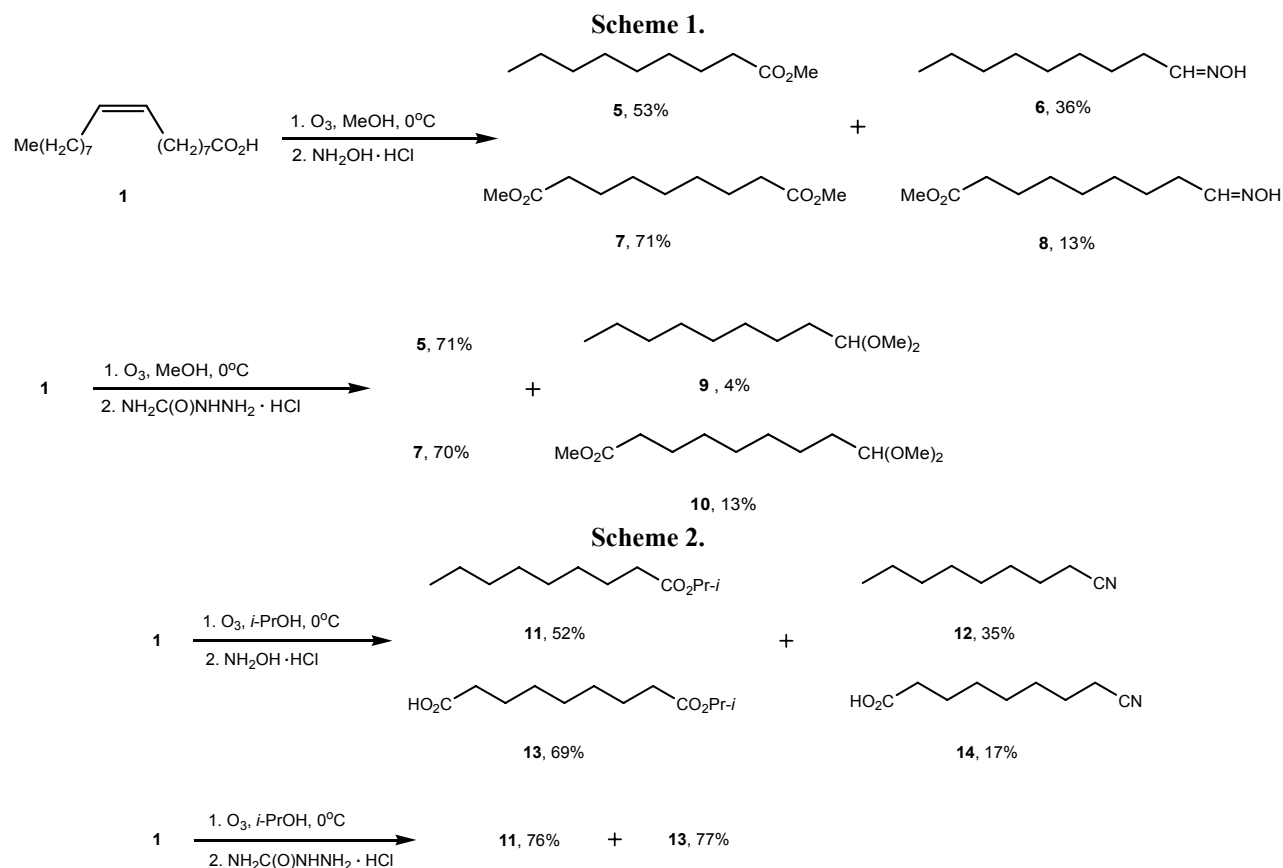 Scheme 1.
Me(H₂C)₇ (CH₂)₇CO₂H
1
1. O₃, MeOH, 0°C
2. NH₂OH·HCl
CO₂Me
5, 53%
+
CH=NOH
6, 36%
MeO₂C CO₂Me
7, 71%
MeO₂C CH=NOH
8, 13%
1
1. O₃, MeOH, 0°C
2. NH₂C(O)NHNH₂ · HCl
5, 71%
+
CH(OMe)₂
9 , 4%
7, 70%
MeO₂C CH(OMe)₂
10, 13%
Scheme 2.
1
1. O₃, i-PrOH, 0°C
2. NH₂OH·HCl
CO₂Pr-i
11, 52%
+
CN
12, 35%
HO₂C CO₂Pr-i
13, 69%
HO₂C CN
14, 17%
1
1. O₃, i-PrOH, 0°C
2. NH₂C(O)NHNH₂ · HCl
11, 76% + 13, 77%